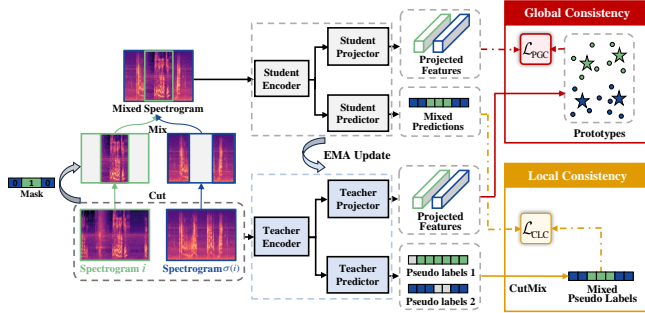 Global Consistency
Student
Projector
Projected
Features
ℒPGC
Student
Encoder
Mixed Spectrogram
Mix
Student
Predictor
Mixed
Predictions
Prototypes
EMA Update
Local Consistency
0 1 0
Mask
Cut
Teacher
Projector
Projected
Features
Teacher
Encoder
ℒCLC
Spectrogram i
Spectrogram σ(i)
Teacher
Predictor
Pseudo labels 1
Pseudo labels 2
CutMix
Mixed
Pseudo Labels